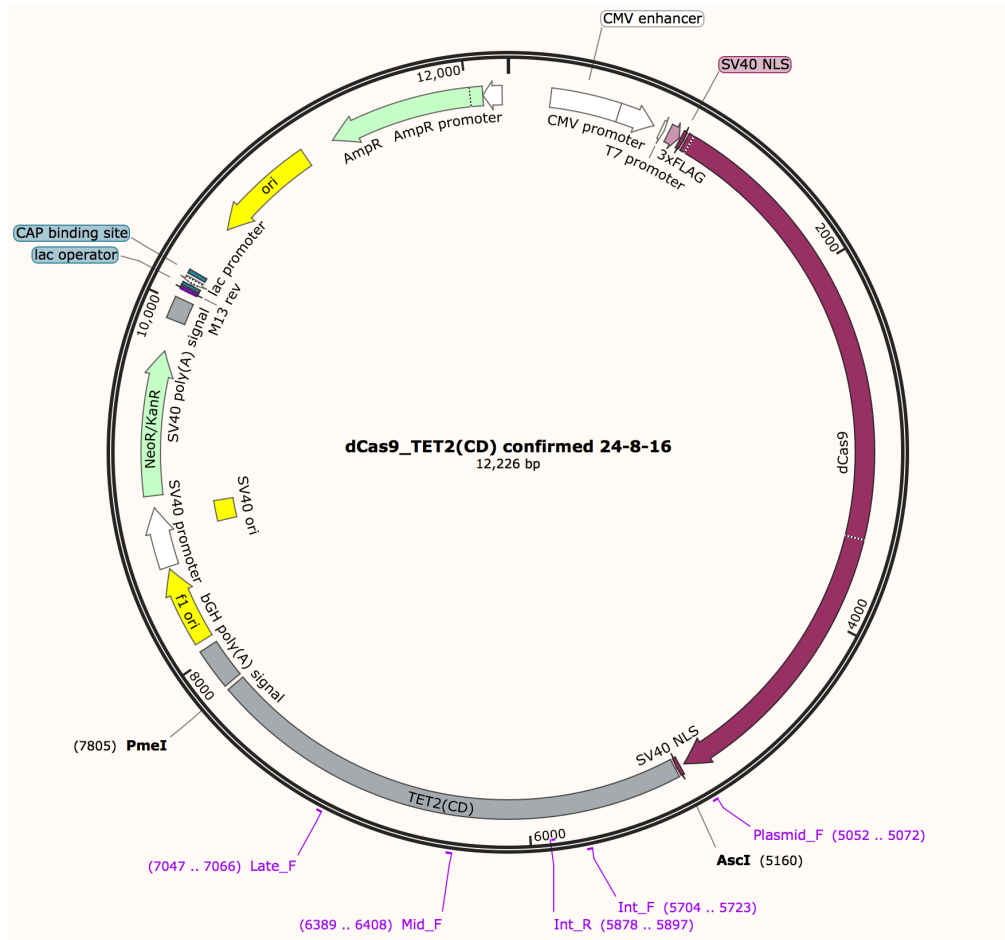 CMV enhancer
SV40 NLS
12,000
CMV promoter
T7 promoter
3xFLAG
AmpR promoter
AmpR
ori
2000
CAP binding site
lac operator
lac promoter
M13 rev
10,000
SV40 poly(A) signal
NeoR/KanR
dCas9
dCas9_TET2(CD) confirmed 24-8-16
12,226 bp
SV40 promoter
SV40 ori
f1 ori
bGH poly(A) signal
4000
8000
(7805) PmeI
SV40 NLS
TET2(CD)
6000
Plasmid_F (5052 .. 5072)
AscI (5160)
(7047 .. 7066) Late_F
Int_F (5704 .. 5723)
(6389 .. 6408) Mid_F
Int_R (5878 .. 5897)